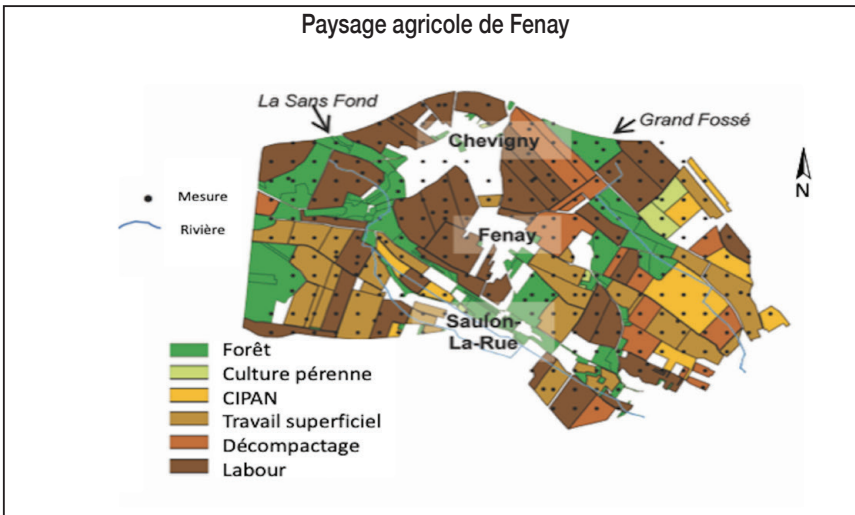 Paysage agricole de Fenay
La Sans Fond
Grand Fossé
Chevigny
N
Mesure
Rivière
Fenay
Saulon-
La-Rue
Forêt
Culture pérenne
CIPAN
Travail superficiel
Décompactage
Labour